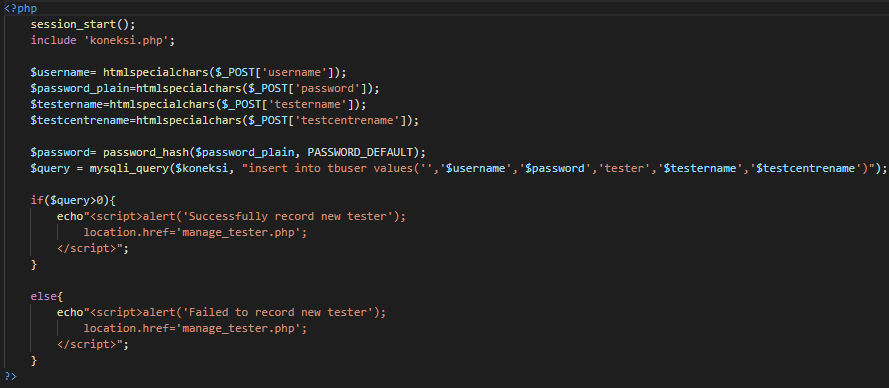 <?php
session_start();
include 'koneksi.php';
$username= htmlspecialchars($_POST['username']);
$password_plain=htmlspecialchars($_POST['password']);
$testername=htmlspecialchars($_POST['testername']);
$testcentrename=htmlspecialchars($_POST['testcentrename']);
$password= password_hash($password_plain, PASSWORD_DEFAULT);
$query = mysqli_query($koneksi, "insert into tbuser values('','$username','$password','tester','$testername','$testcentrename')");
if($query>0){
echo"<script>alert('Successfully record new tester');
location.href='manage_tester.php';
</script>";
}
else{
echo"<script>alert('Failed to record new tester');
location.href='manage_tester.php';
</script>";
}
?>